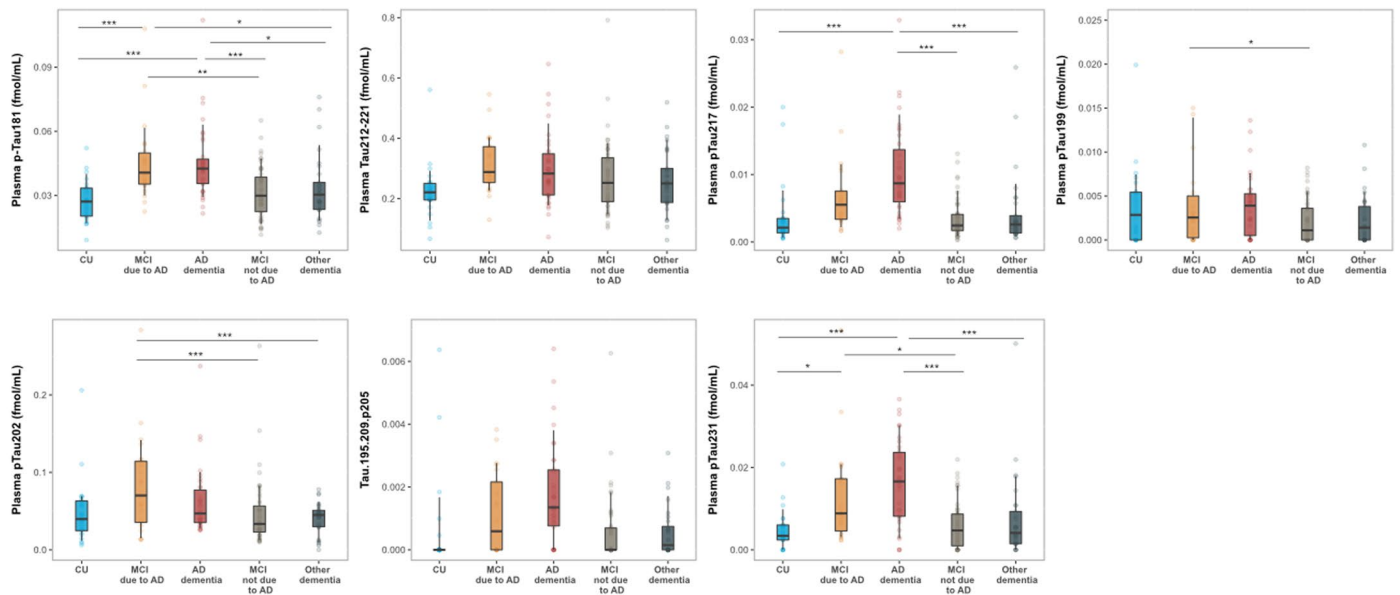 Plasma p-Tau181 (fmol/mL)
0.09
0.06
0.03
***
*
*
***
***
**
CU
MCI
due to AD
AD
dementia
MCI
not due
to AD
Other
dementia
Plasma Tau212-221 (fmol/mL)
0.8
0.6
0.4
0.2
CU
MCI
due to AD
AD
dementia
MCI
not due
to AD
Other
dementia
Plasma pTau217 (fmol/mL)
0.03
0.02
0.01
0.00
***
***
***
CU
MCI
due to AD
AD
dementia
MCI
not due
to AD
Other
dementia
Plasma pTau199 (fmol/mL)
0.025
0.020
0.015
0.010
0.005
0.000
*
CU
MCI
due to AD
AD
dementia
MCI
not due
to AD
Other
dementia
Plasma pTau202 (fmol/mL)
0.2
0.1
0.0
***
***
CU
MCI
due to AD
AD
dementia
MCI
not due
to AD
Other
dementia
Tau.195.209.p205
0.006
0.004
0.002
0.000
CU
MCI
due to AD
AD
dementia
MCI
not due
to AD
Other
dementia
Plasma pTau231 (fmol/mL)
0.04
0.02
0.00
***
***
*
*
***
CU
MCI
due to AD
AD
dementia
MCI
not due
to AD
Other
dementia